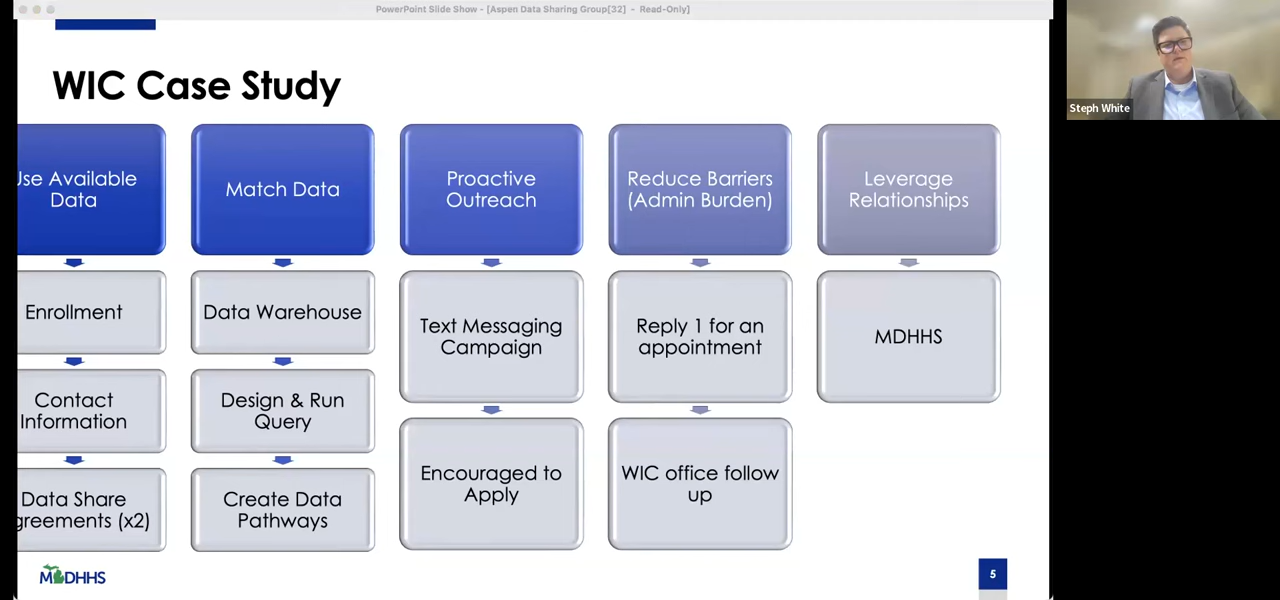 PowerPoint Slide Show - [Aspen Data Sharing Group[32] - Read-Only]
Steph White
WIC Case Study
Use Available
Data
Match Data
Proactive
Outreach
Reduce Barriers
(Admin Burden)
Leverage
Relationships
Enrollment
Data Warehouse
Text Messaging
Campaign
Reply 1 for an
appointment
MDHHS
Contact
Information
Design & Run
Query
Data Share
greements (x2)
Create Data
Pathways
Encouraged to
Apply
WIC office follow
up
MDHHS
5